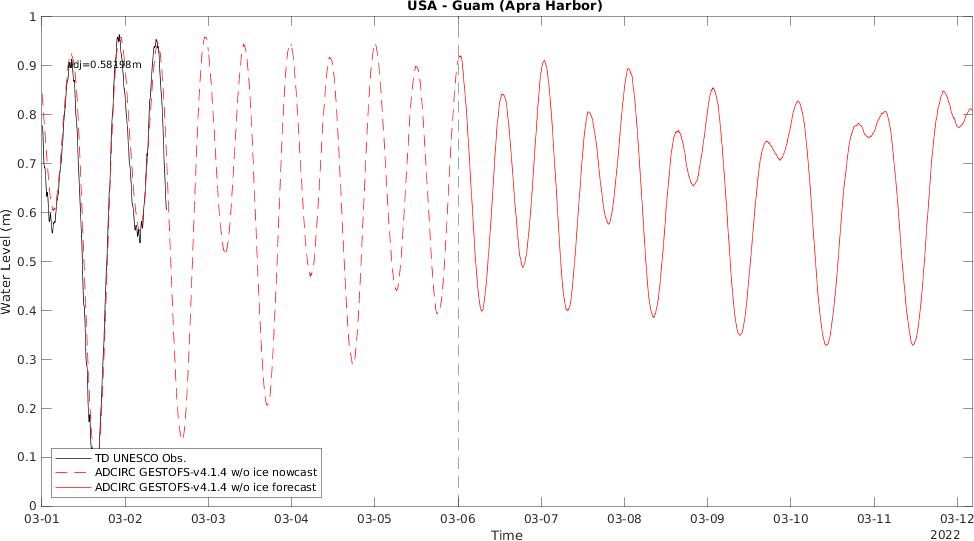 USA - Guam (Apra Harbor)
1
0.9
0.8
0.7
0.6
0.5
0.4
0.3
0.2
0.1
0
Water Level (m)
adj=0.58198m
TD UNESCO Obs.
ADCIRC GESTOFS-v4.1.4 w/o ice nowcast
ADCIRC GESTOFS-v4.1.4 w/o ice forecast
03-01 03-02 03-03 03-04 03-05 03-06 03-07 03-08 03-09 03-10 03-11 03-12
Time
2022